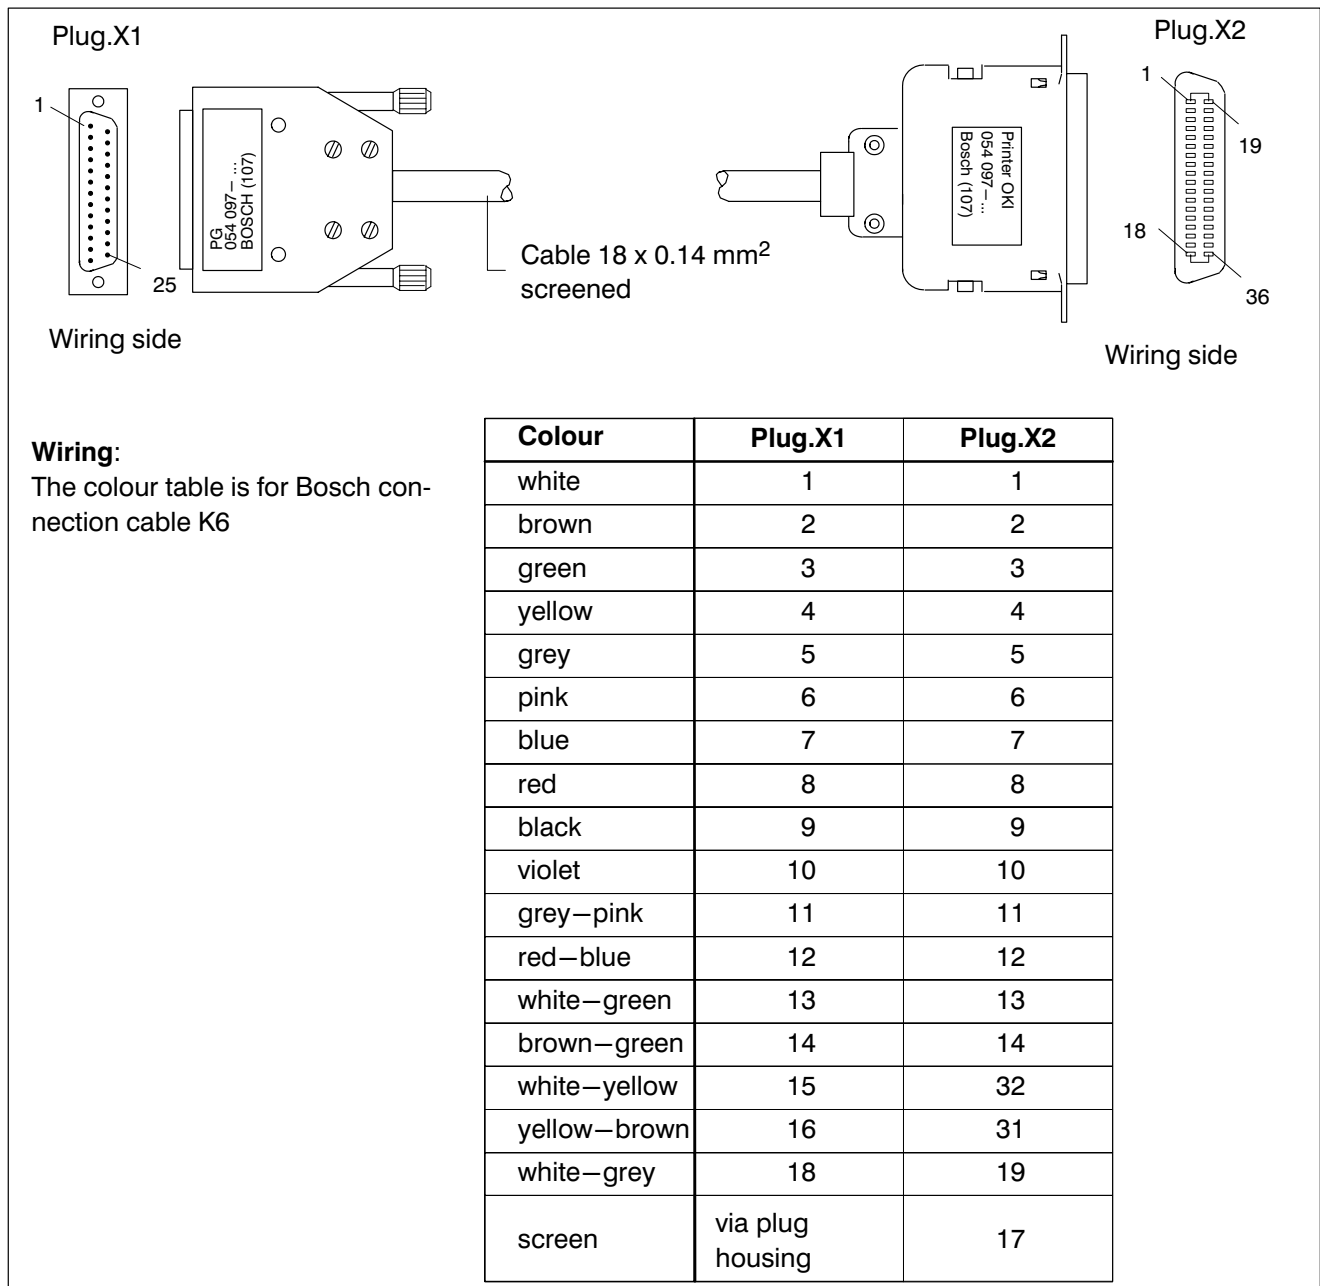 Plug.X1
Plug.X2
1
25
PG
054 097– ...
BOSCH (107)
Wiring side
Cable 18 x 0.14 mm²
screened
Printer OKI
054 097– ...
Bosch (107)
1
19
18
36
Wiring side
Wiring:
The colour table is for Bosch con-
nection cable K6
Colour Plug.X1 Plug.X2
white 1 1
brown 2 2
green 3 3
yellow 4 4
grey 5 5
pink 6 6
blue 7 7
red 8 8
black 9 9
violet 10 10
grey–pink 11 11
red–blue 12 12
white–green 13 13
brown–green 14 14
white–yellow 15 32
yellow–brown 16 31
white–grey 18 19
screen via plug housing 17